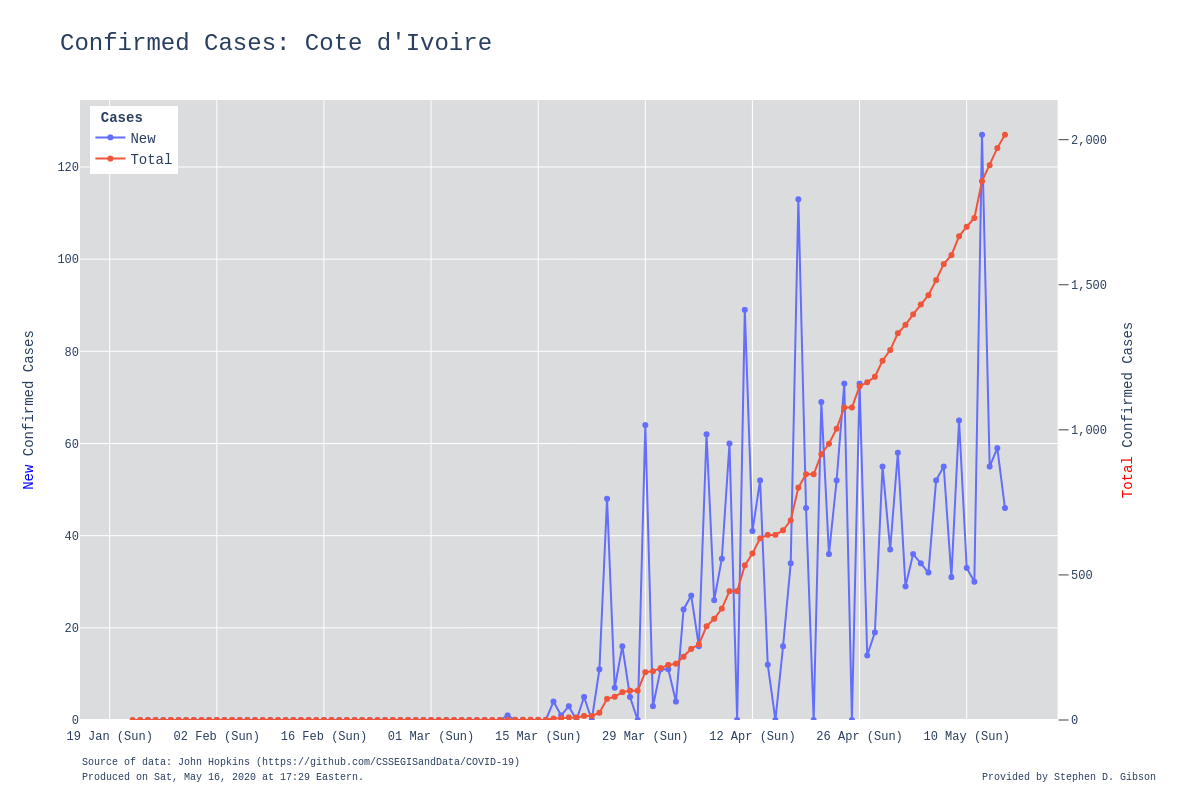 Confirmed Cases: Cote d'Ivoire
Cases
New
Total
120
100
80
60
40
20
0
2,000
1,500
1,000
500
0
New Confirmed Cases
Total Confirmed Cases
19 Jan (Sun)
02 Feb (Sun)
16 Feb (Sun)
01 Mar (Sun)
15 Mar (Sun)
29 Mar (Sun)
12 Apr (Sun)
26 Apr (Sun)
10 May (Sun)
Source of data: John Hopkins (https://github.com/CSSEGISandData/COVID-19)
Produced on Sat, May 16, 2020 at 17:29 Eastern.
Provided by Stephen D. Gibson